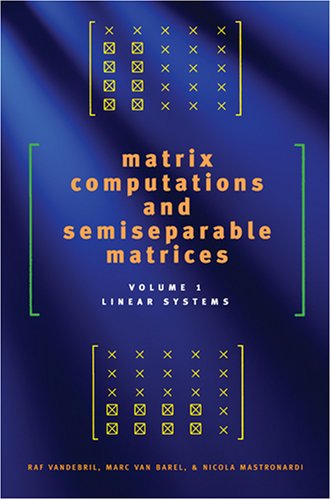 × × × × ×
⊠ ⊠ × × ×
⊠ ⊠ × × ×
⊠ ⊠ × × ×
⊠ ⊠ × × ×
matrix
computations
and
semiseparable
matrices
VOLUME 1
LINEAR SYSTEMS
× × × × ×
× × × × ×
× × × × ×
⊠ ⊠ ⊠ ⊠ ×
⊠ ⊠ ⊠ ⊠ ×
RAF VANDEBRIL, MARC VAN BAREL, & NICOLA MASTRONARDI